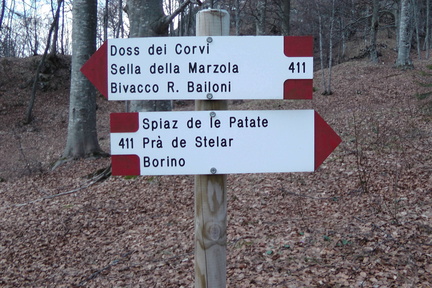 Doss dei Corvi
Sella della Marzola 411
Bivacco R. Bailoni
Spiaz de le Patate
411 Prà de Stelar
Borino